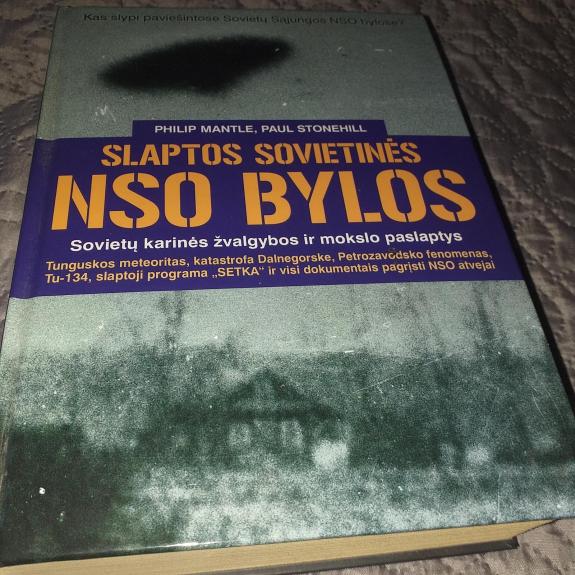 Kas slypi paviešintose Sovietų Sąjungos NSO bylose?
PHILIP MANTLE, PAUL STONEHILL
SLAPTOS SOVIETINĖS
NSO BYLOS
Sovietų karinės žvalgybos ir mokslo paslaptys
Tunguskos meteoritas, katastrofa Dalnegorske, Petrozavodsko fenomenas,
Tu-134, slaptoji programa „SETKA“ ir visi dokumentais pagrįsti NSO atvejai